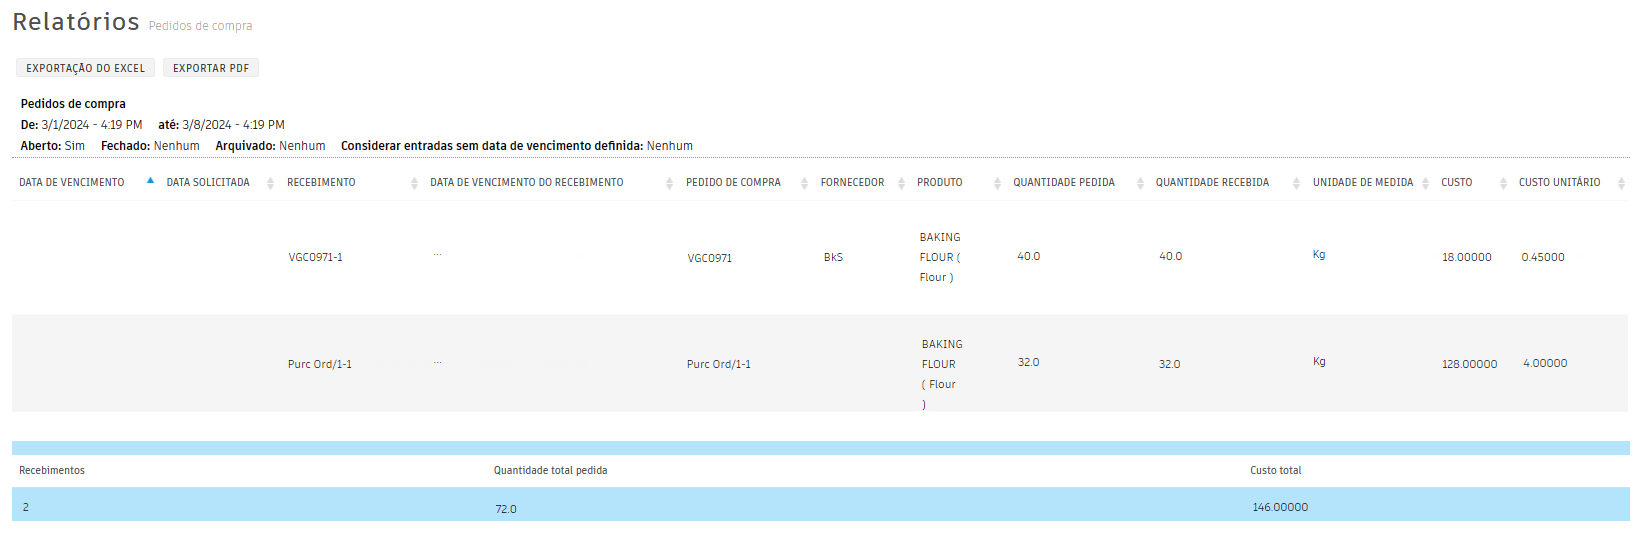 Relatórios Pedidos de compra
EXPORTAÇÃO DO EXCEL EXPORTAR PDF
Pedidos de compra
De: 3/1/2024 - 4:19 PM até: 3/8/2024 - 4:19 PM
Aberto: Sim Fechado: Nenhum Arquivado: Nenhum Considerar entradas sem data de vencimento definida: Nenhum
DATA DE VENCIMENTO DATA SOLICITADA RECEBIMENTO DATA DE VENCIMENTO DO RECEBIMENTO PEDIDO DE COMPRA FORNECEDOR PRODUTO QUANTIDADE PEDIDA QUANTIDADE RECEBIDA UNIDADE DE MEDIDA CUSTO CUSTO UNITÁRIO
VGC0971-1 ... VGC0971 BkS BAKING
FLOUR (
Flour ) 40.0 40.0 Kg 18.00000 0.45000
Purc Ord/1-1 ... Purc Ord/1-1 BAKING
FLOUR
( Flour
) 32.0 32.0 Kg 128.00000 4.00000
Recebimentos Quantidade total pedida Custo total
2 72.0 146.00000